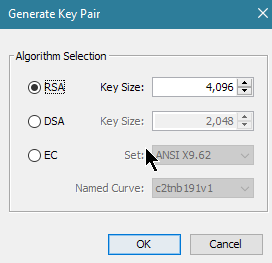 Generate Key Pair
Algorithm Selection
RSA Key Size: 4,096
DSA Key Size: 2,048
EC Set: ANSI X9.62
Named Curve: c2tnb191v1
OK Cancel